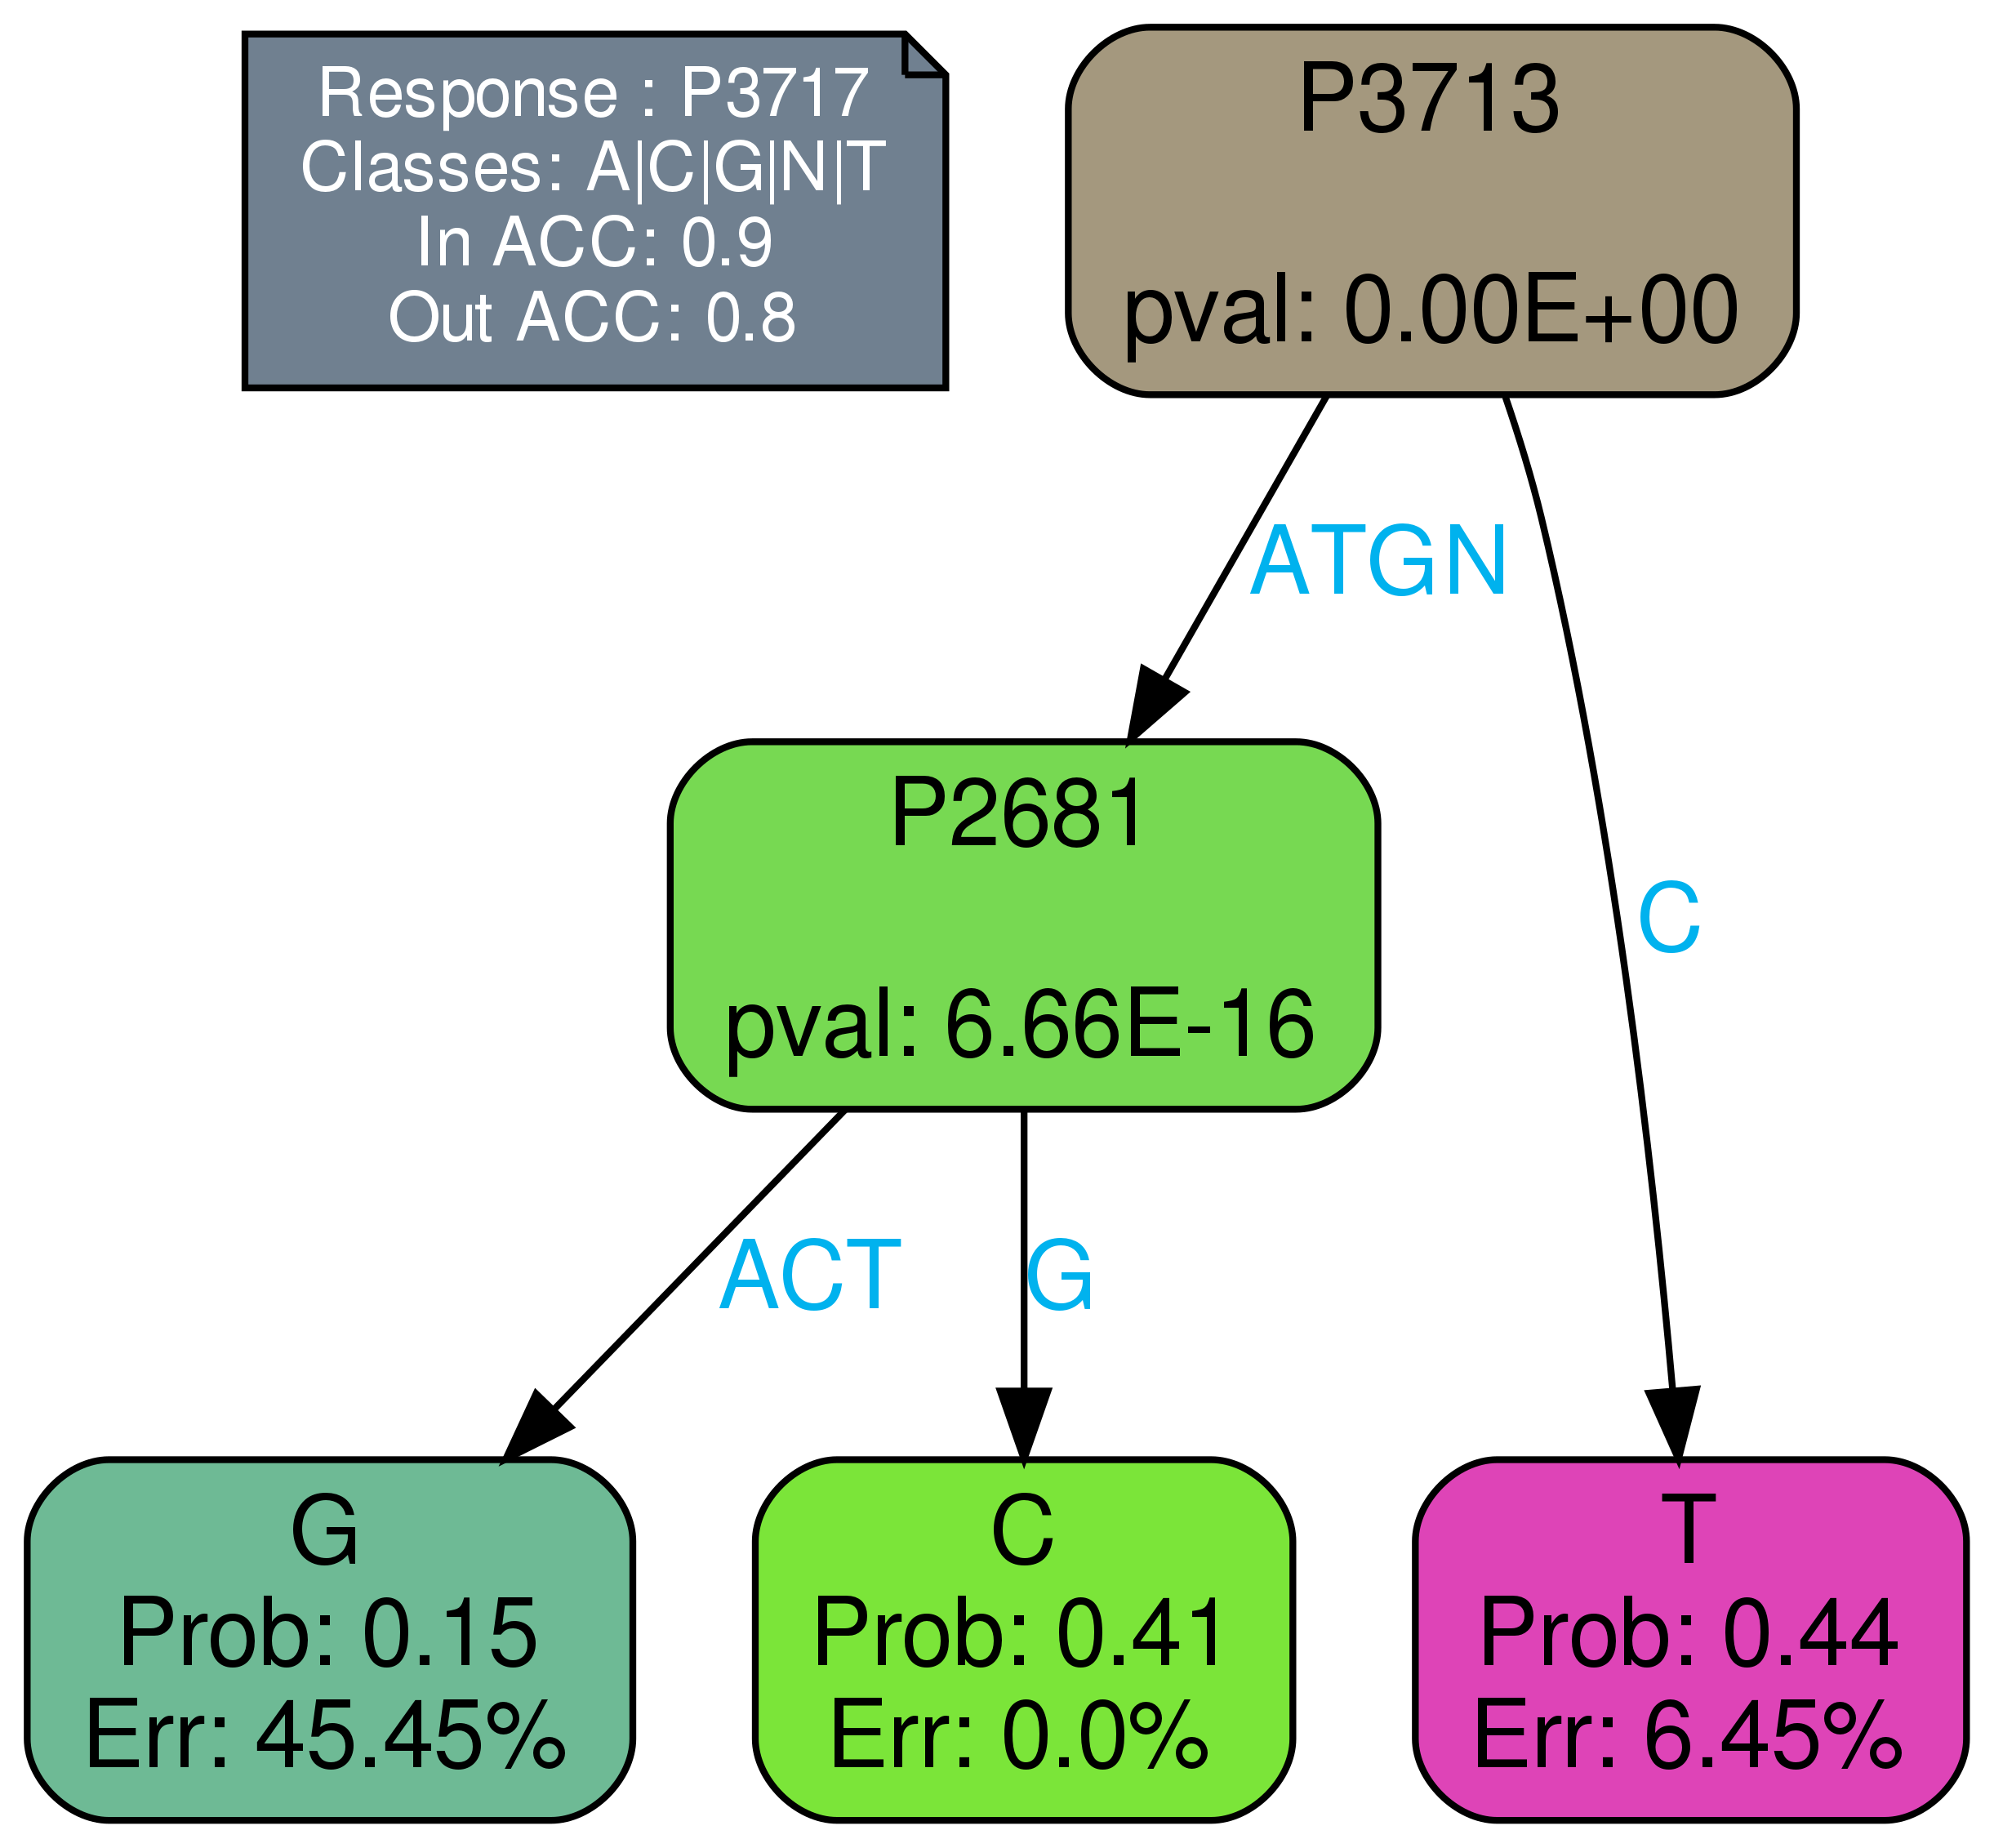 Response : P3717
Classes: A|C|G|N|T
In ACC: 0.9
Out ACC: 0.8
P3713
pval: 0.00E+00
ATGN
P2681
pval: 6.66E-16
C
ACT
G
G
Prob: 0.15
Err: 45.45%
C
Prob: 0.41
Err: 0.0%
T
Prob: 0.44
Err: 6.45%